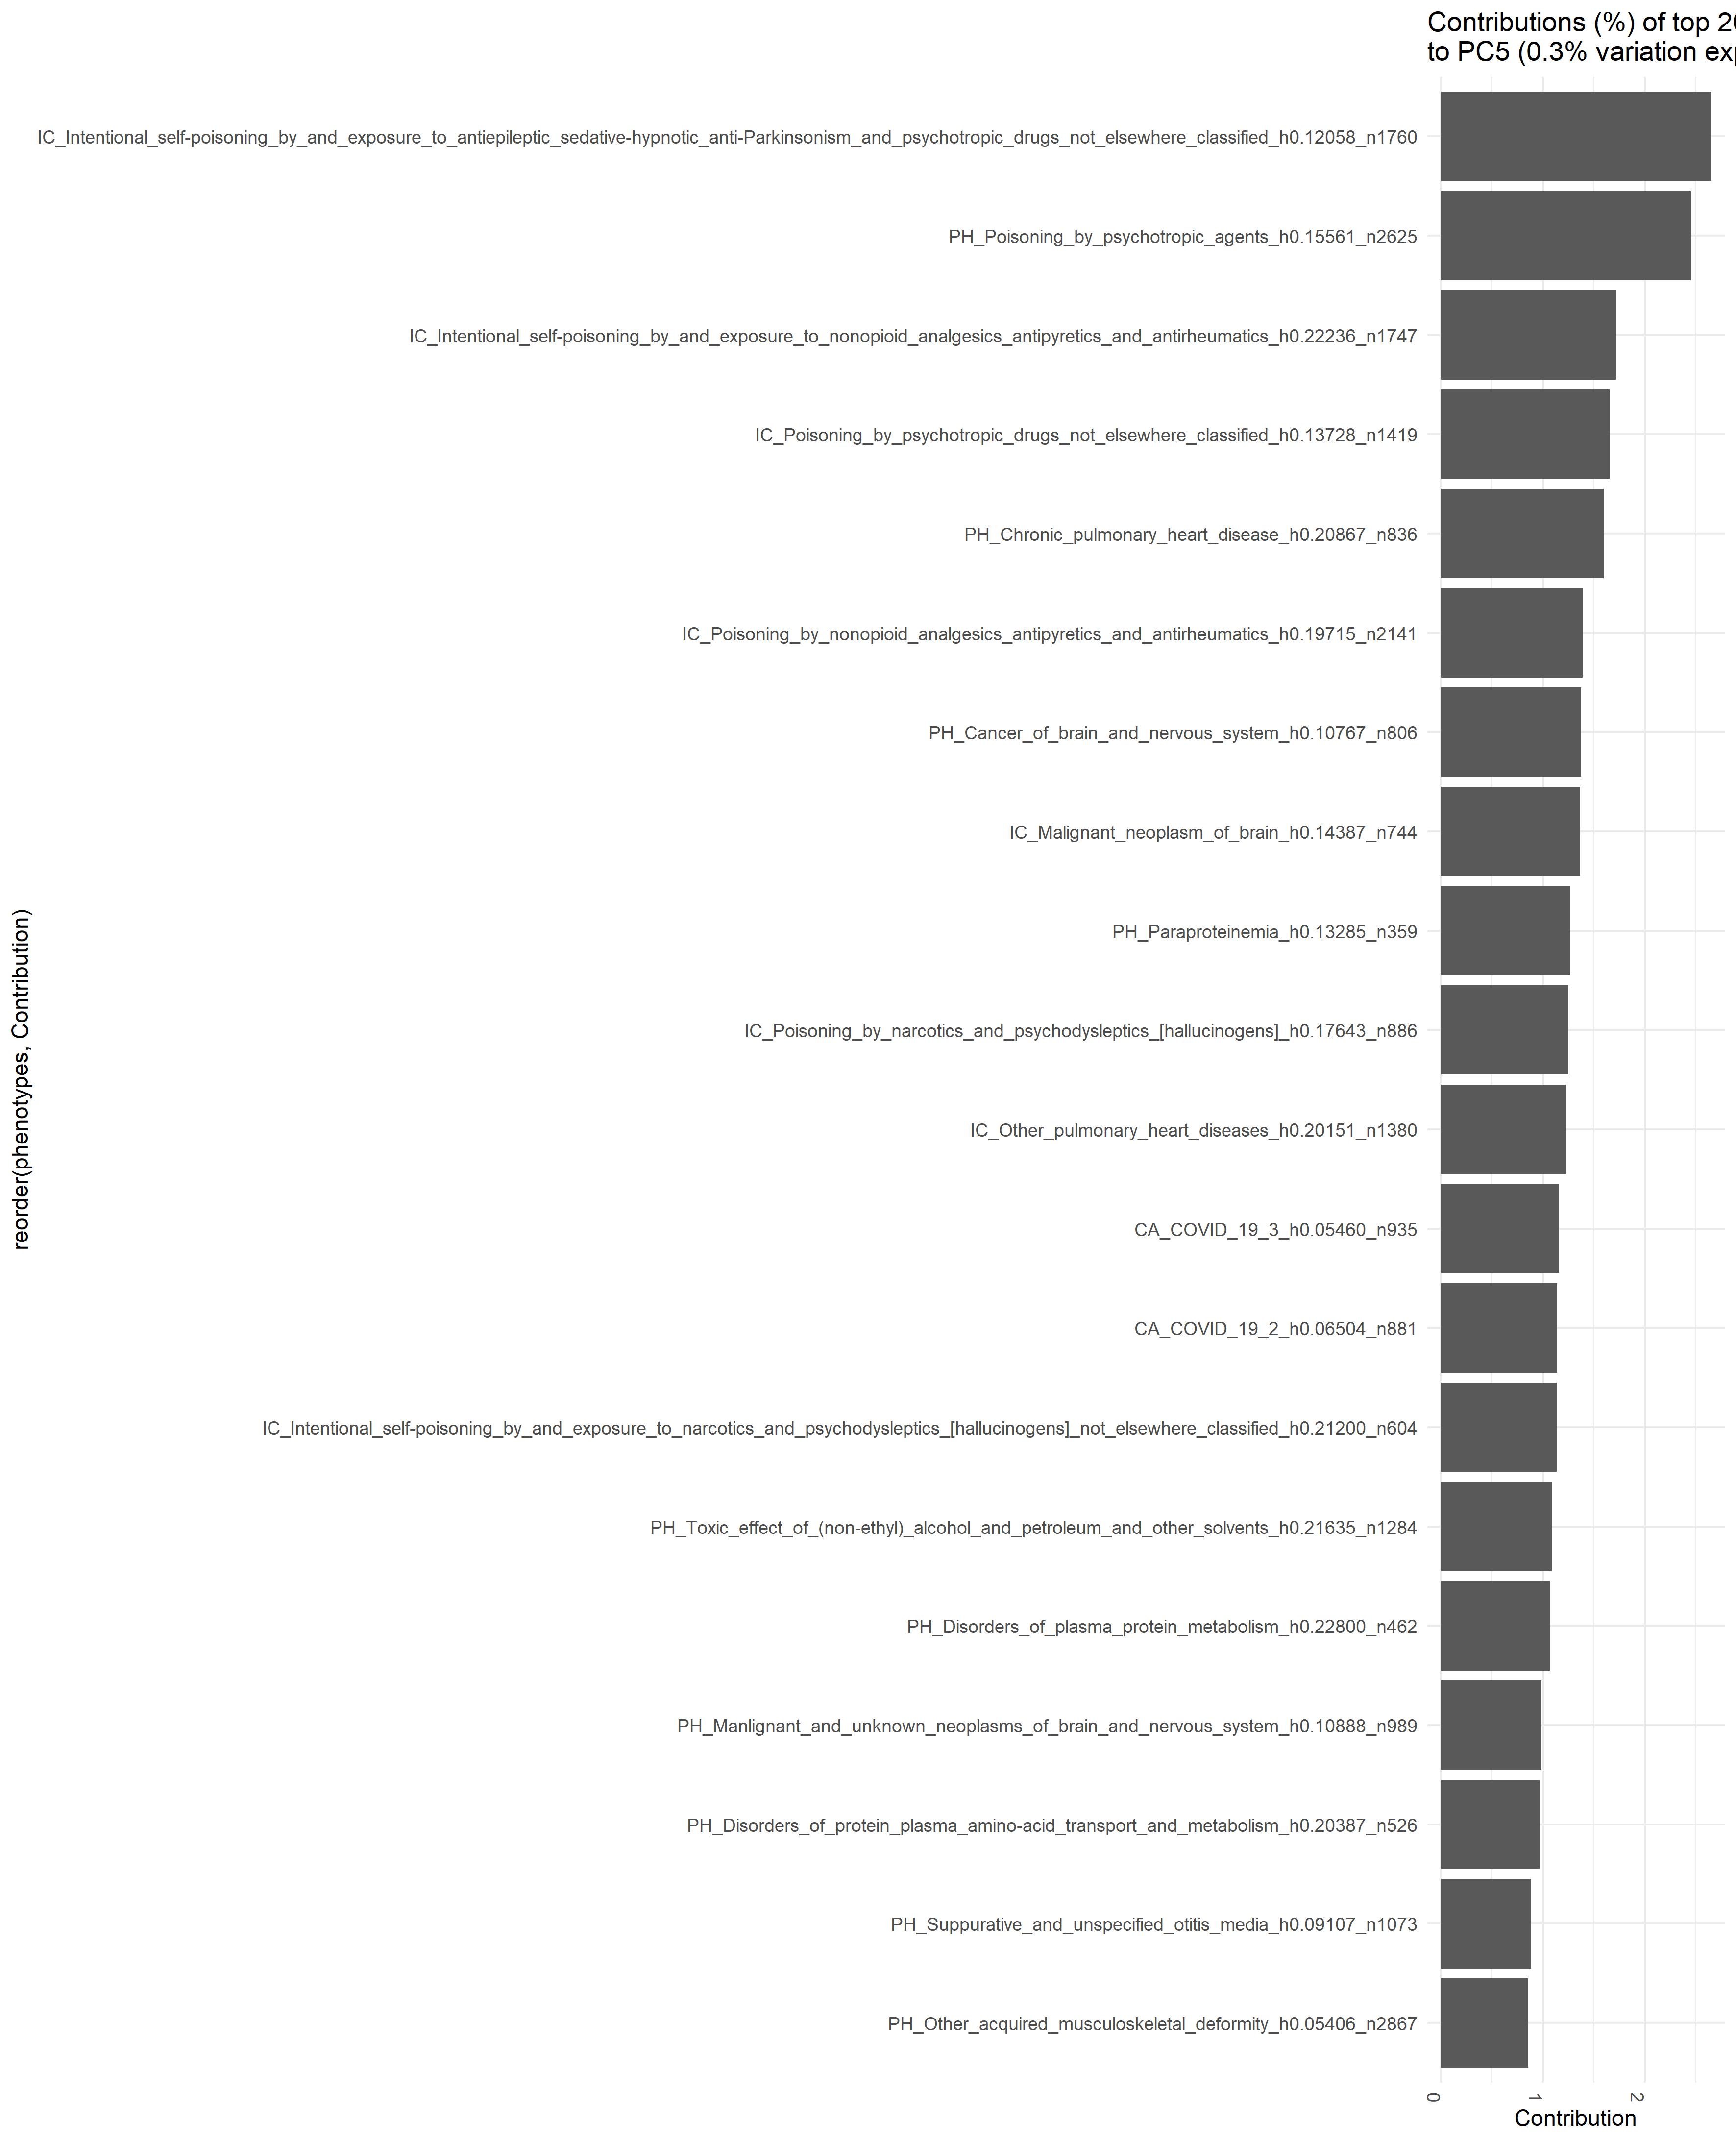 Contributions (%) of top 20
to PC5 (0.3% variation exp
IC_Intentional_self-poisoning_by_and_exposure_to_antiepileptic_sedative-hypnotic_anti-Parkinsonism_and_psychotropic_drugs_not_elsewhere_classified_h0.12058_n1760
PH_Poisoning_by_psychotropic_agents_h0.15561_n2625
IC_Intentional_self-poisoning_by_and_exposure_to_nonopioid_analgesics_antipyretics_and_antirheumatics_h0.22236_n1747
IC_Poisoning_by_psychotropic_drugs_not_elsewhere_classified_h0.13728_n1419
PH_Chronic_pulmonary_heart_disease_h0.20867_n836
IC_Poisoning_by_nonopioid_analgesics_antipyretics_and_antirheumatics_h0.19715_n2141
PH_Cancer_of_brain_and_nervous_system_h0.10767_n806
IC_Malignant_neoplasm_of_brain_h0.14387_n744
PH_Paraproteinemia_h0.13285_n359
IC_Poisoning_by_narcotics_and_psychodysleptics_[hallucinogens]_h0.17643_n886
IC_Other_pulmonary_heart_diseases_h0.20151_n1380
CA_COVID_19_3_h0.05460_n935
CA_COVID_19_2_h0.06504_n881
IC_Intentional_self-poisoning_by_and_exposure_to_narcotics_and_psychodysleptics_[hallucinogens]_not_elsewhere_classified_h0.21200_n604
PH_Toxic_effect_of_(non-ethyl)_alcohol_and_petroleum_and_other_solvents_h0.21635_n1284
PH_Disorders_of_plasma_protein_metabolism_h0.22800_n462
PH_Manlignant_and_unknown_neoplasms_of_brain_and_nervous_system_h0.10888_n989
PH_Disorders_of_protein_plasma_amino-acid_transport_and_metabolism_h0.20387_n526
PH_Suppurative_and_unspecified_otitis_media_h0.09107_n1073
PH_Other_acquired_musculoskeletal_deformity_h0.05406_n2867
reorder(phenotypes, Contribution)
0 1 2
Contribution